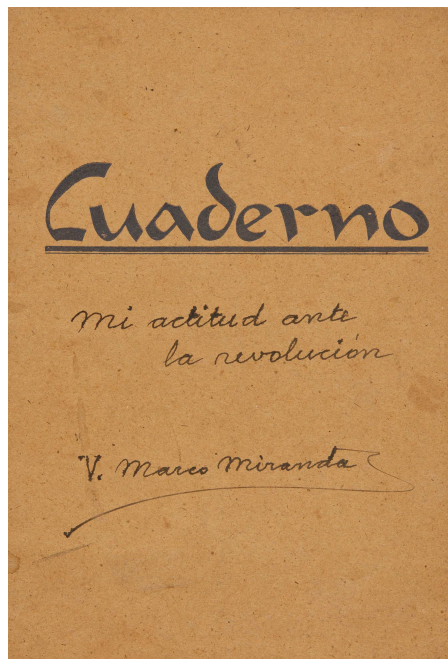 Cuaderno
Mi actitud ante
la revolución
V. Marco Miranda